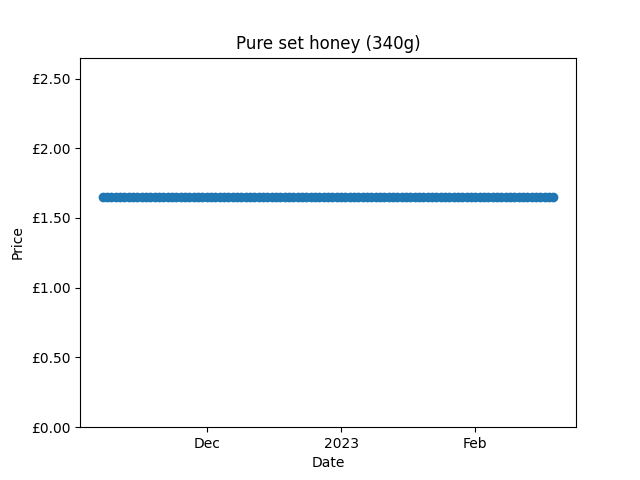 Pure set honey (340g)
£2.50
£2.00
£1.50
£1.00
£0.50
£0.00
Price
Dec
2023
Feb
Date